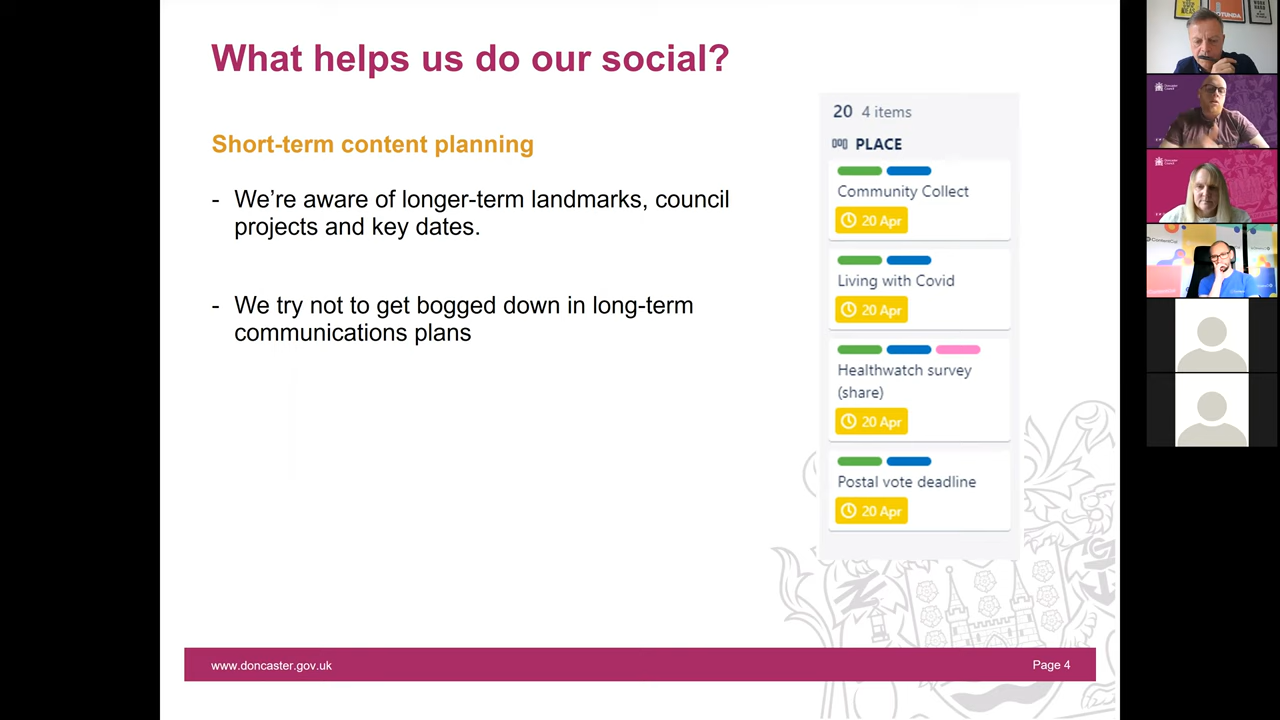 What helps us do our social?
Short-term content planning
- We’re aware of longer-term landmarks, council
projects and key dates.
- We try not to get bogged down in long-term
communications plans
20 4 items
PLACE
Community Collect
20 Apr
Living with Covid
20 Apr
Healthwatch survey
(share)
20 Apr
Postal vote deadline
20 Apr
www.doncaster.gov.uk
Page 4